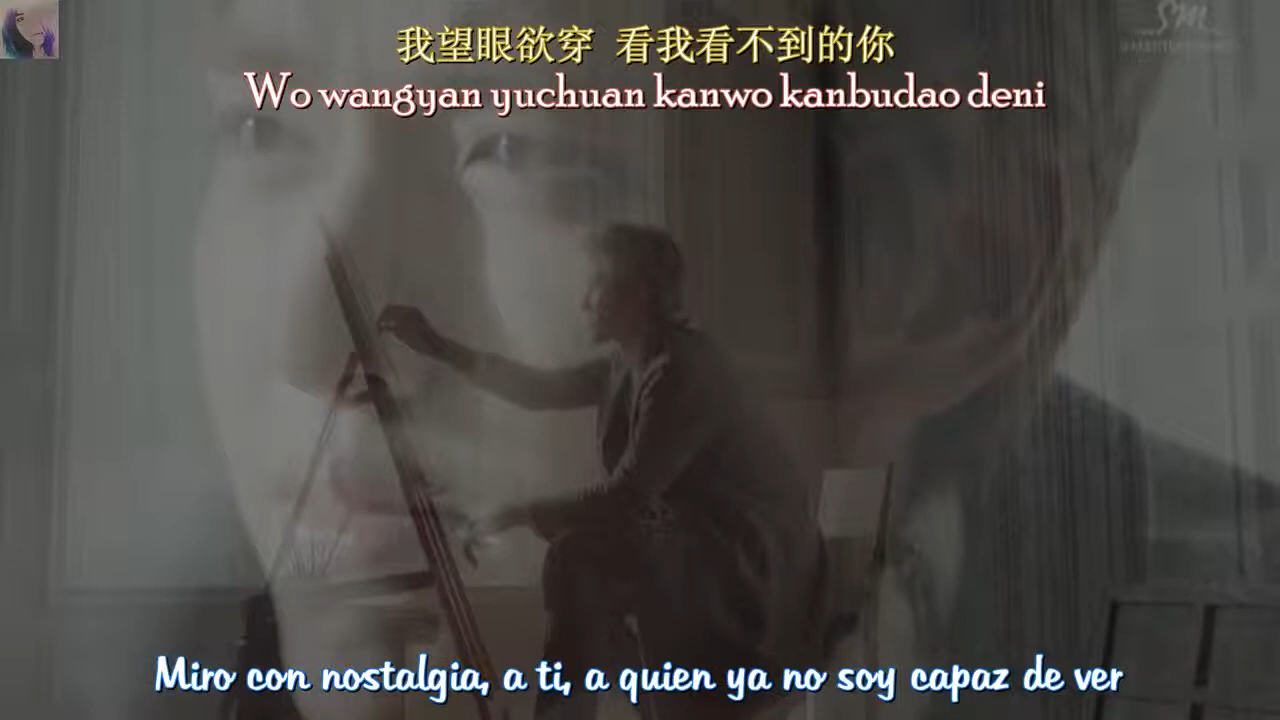 我望眼欲穿 看我看不到的你
Wo wangyan yuchuan kanwo kanbudao deni
Miro con nostalgia, a ti, a quien ya no soy capaz de ver